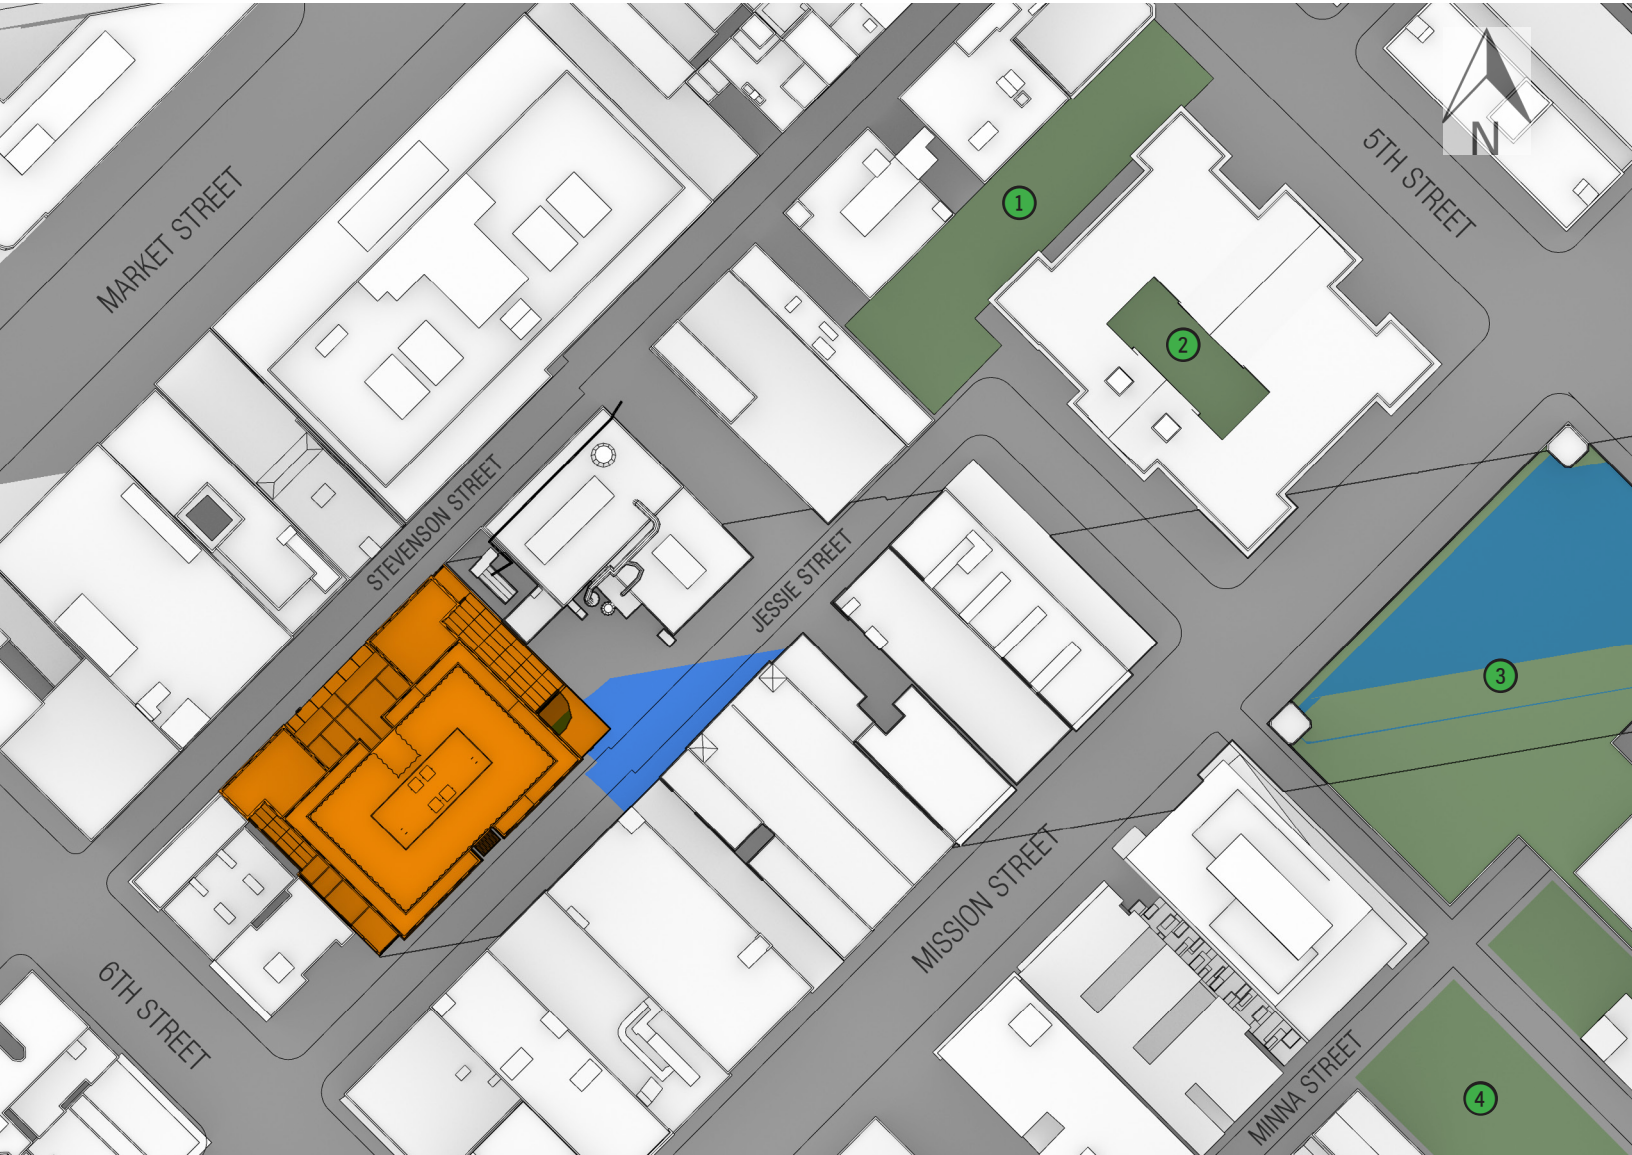 5TH STREET
N
MARKET STREET
1
2
STEVENSON STREET
JESSIE STREET
3
MISSION STREET
6TH STREET
MINNA STREET
4